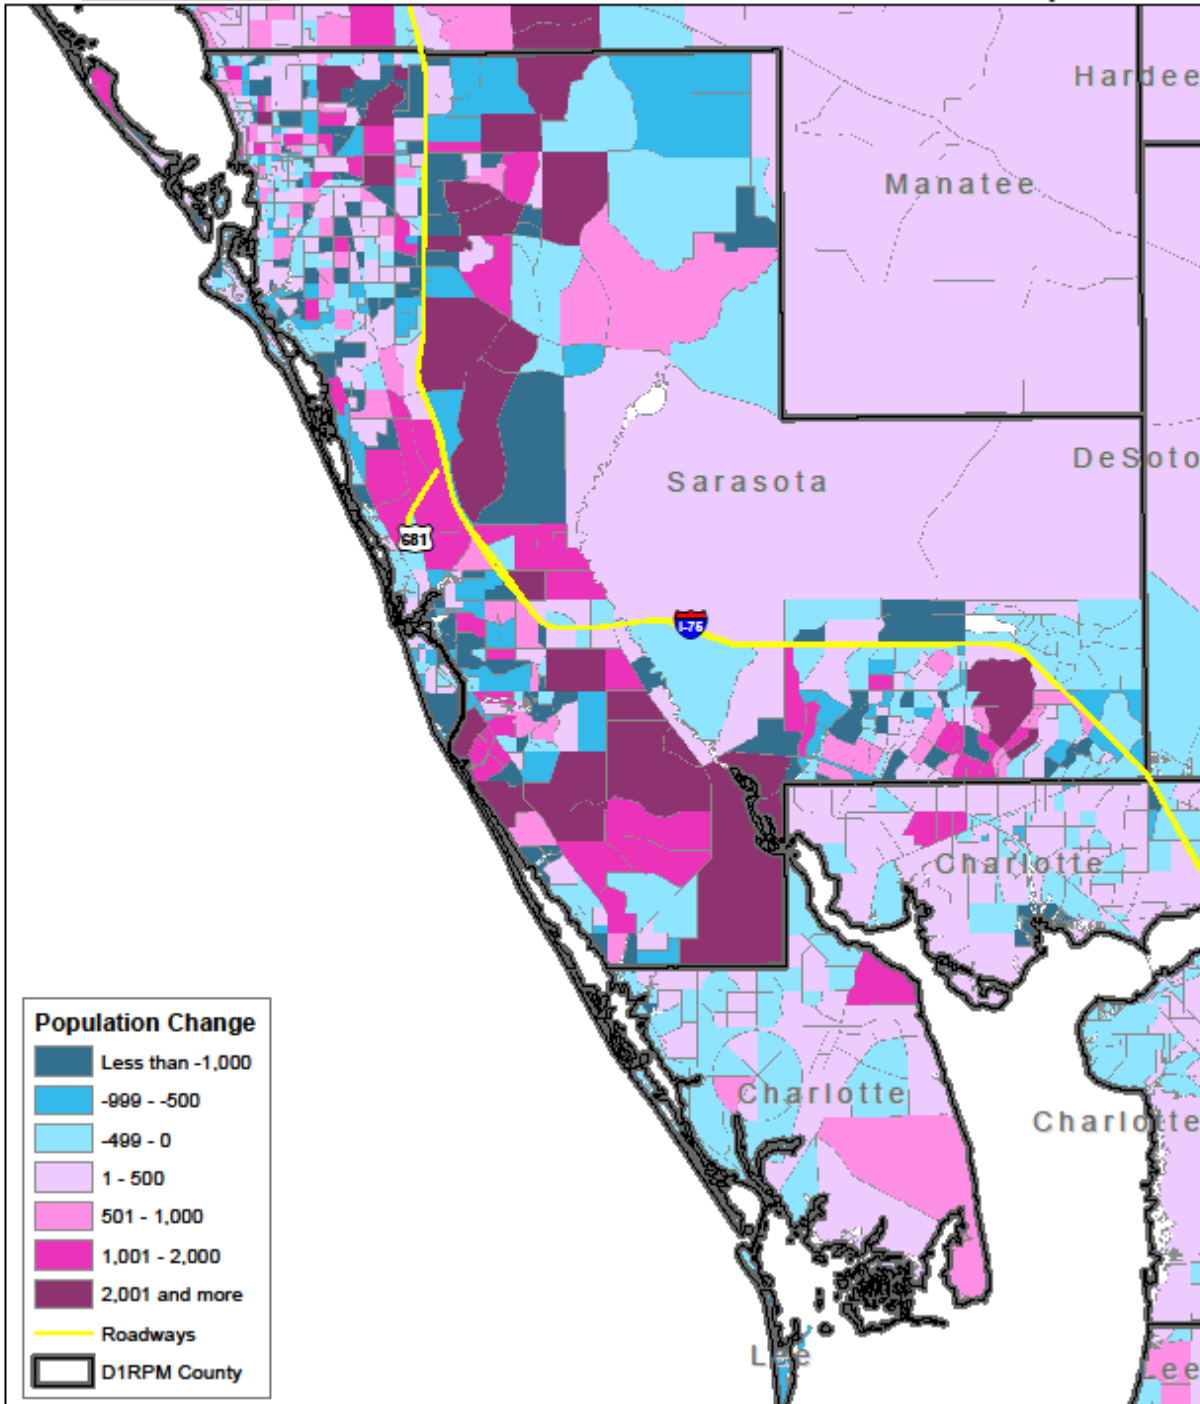 Hardee
Manatee
DeSoto
Sarasota
681
I-75
Charlotte
Charlotte
Charlotte
Lee
Lee
Population Change
Less than -1,000
-999 - -500
-499 - 0
1 - 500
501 - 1,000
1,001 - 2,000
2,001 and more
Roadways
D1RPM County